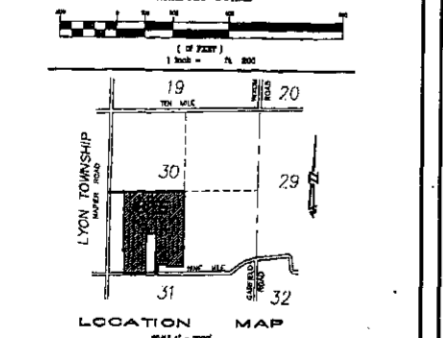 ( IN FEET )
1 inch = ft. 200
19
20
TEN MILE
ROAD
LYON TOWNSHIP
NAPIER ROAD
30
29
NINE MILE
GARFIELD
ROAD
31
32
LOCATION MAP